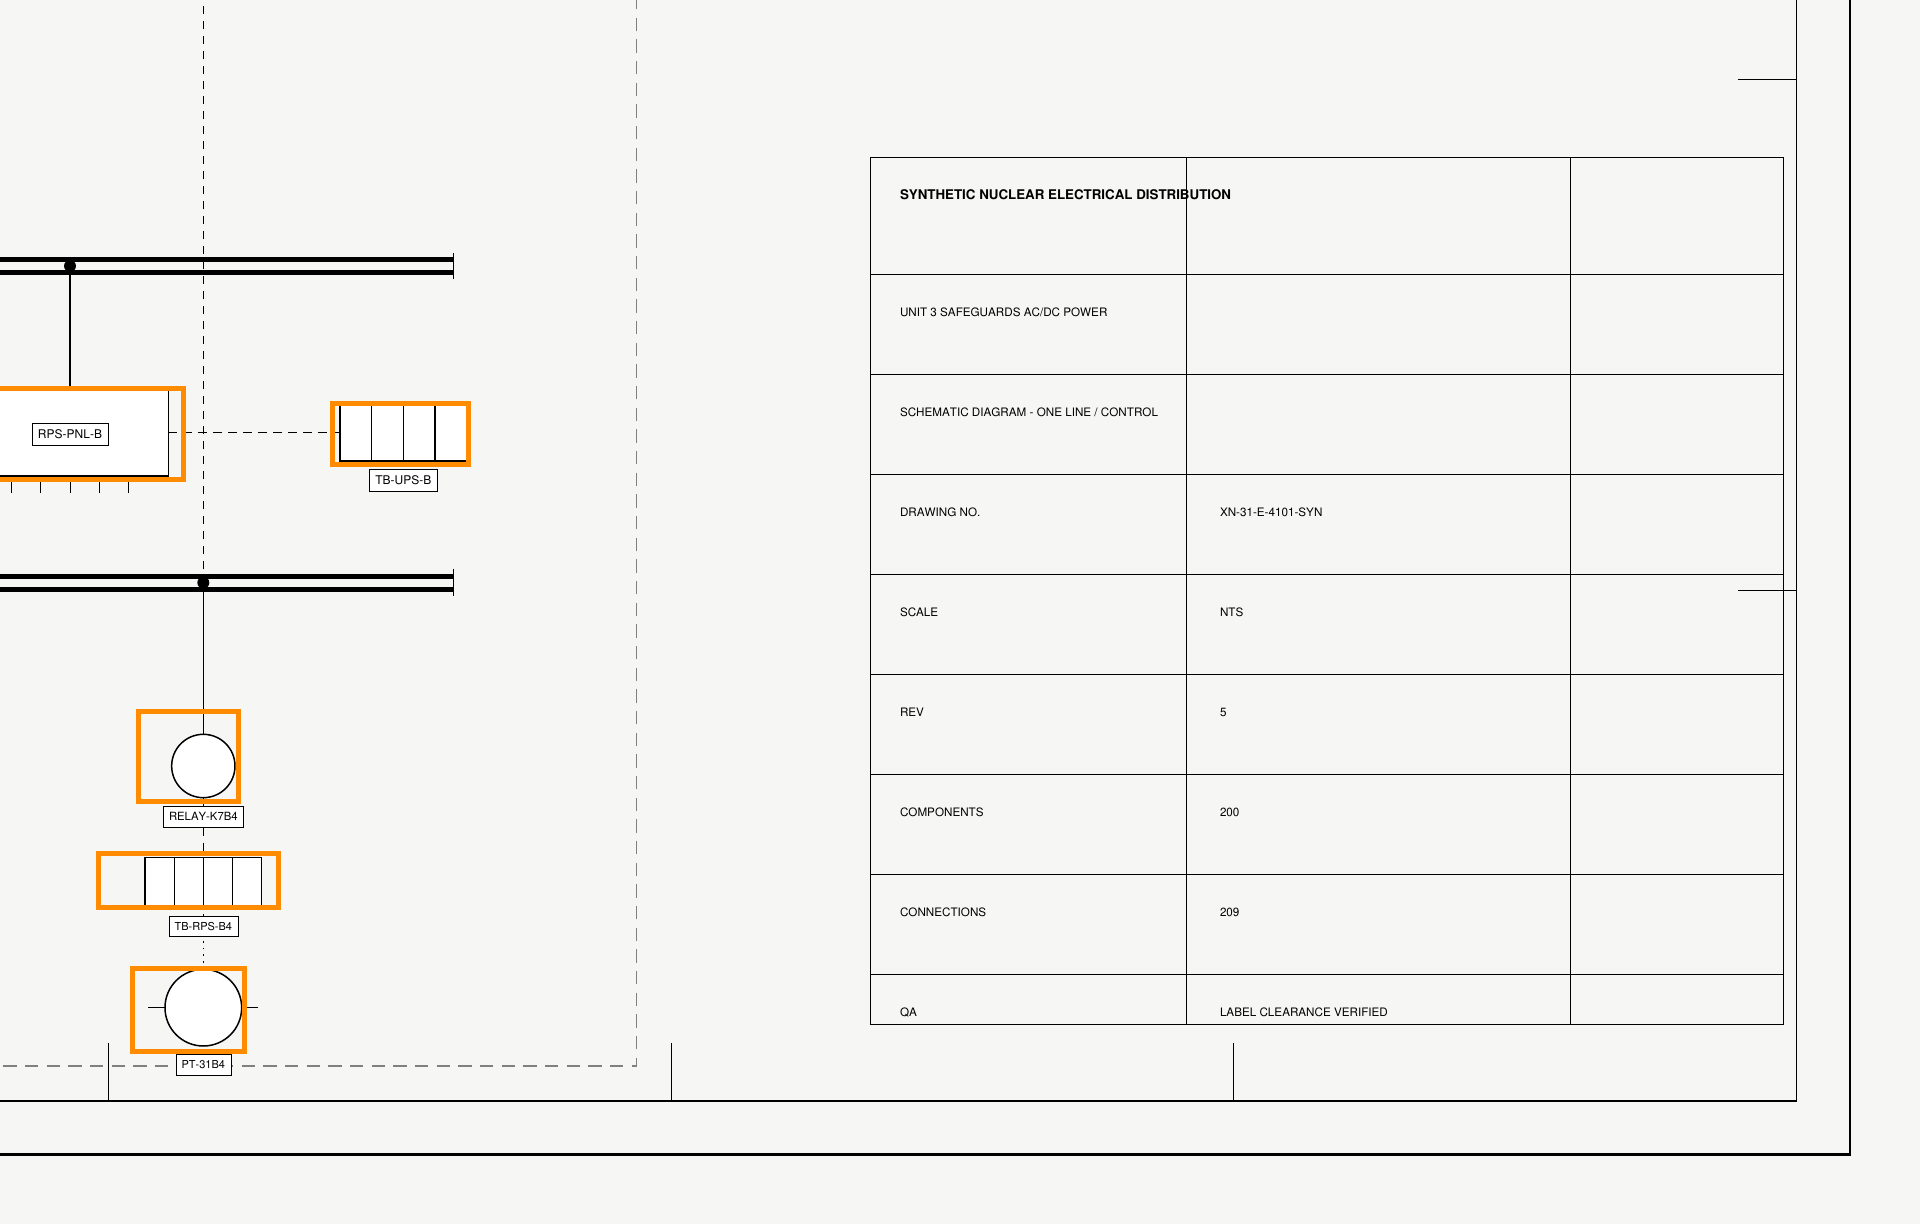 SYNTHETIC NUCLEAR ELECTRICAL DISTRIBUTION
UNIT 3 SAFEGUARDS AC/DC POWER
SCHEMATIC DIAGRAM - ONE LINE / CONTROL
RPS-PNL-B
TB-UPS-B
DRAWING NO. XN-31-E-4101-SYN
SCALE NTS
REV 5
COMPONENTS 200
RELAY-K7B4
CONNECTIONS 209
TB-RPS-B4
QA LABEL CLEARANCE VERIFIED
PT-31B4